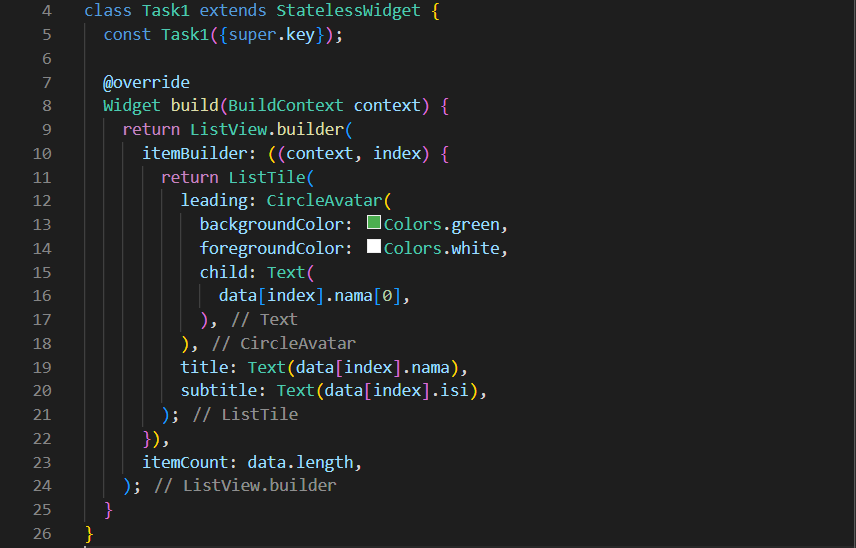 4 class Task1 extends StatelessWidget {
5   const Task1({super.key});
6
7   @override
8   Widget build(BuildContext context) {
9     return ListView.builder(
10       itemBuilder: ((context, index) {
11         return ListTile(
12           leading: CircleAvatar(
13             backgroundColor: Colors.green,
14             foregroundColor: Colors.white,
15             child: Text(
16               data[index].nama[0],
17             ), // Text
18           ), // CircleAvatar
19           title: Text(data[index].nama),
20           subtitle: Text(data[index].isi),
21         ); // ListTile
22       }),
23       itemCount: data.length,
24     ); // ListView.builder
25   }
26 }